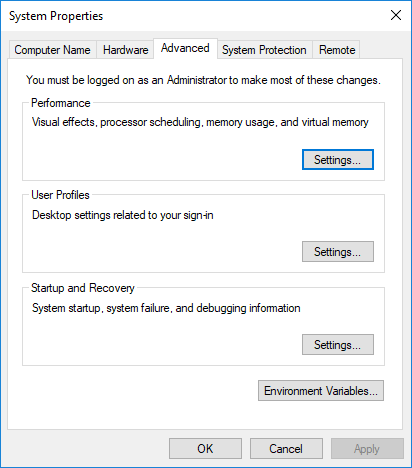 System Properties
Computer Name Hardware Advanced System Protection Remote
You must be logged on as an Administrator to make most of these changes.
Performance
Visual effects, processor scheduling, memory usage, and virtual memory
Settings...
User Profiles
Desktop settings related to your sign-in
Settings...
Startup and Recovery
System startup, system failure, and debugging information
Settings...
Environment Variables...
OK Cancel Apply